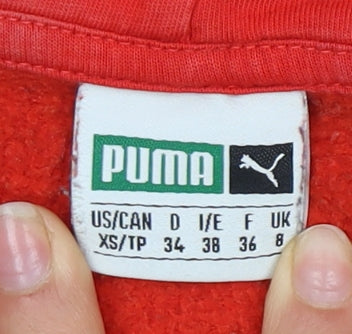 PUMA
US/CAN D I/E F UK
XS/TP 34 38 36 8